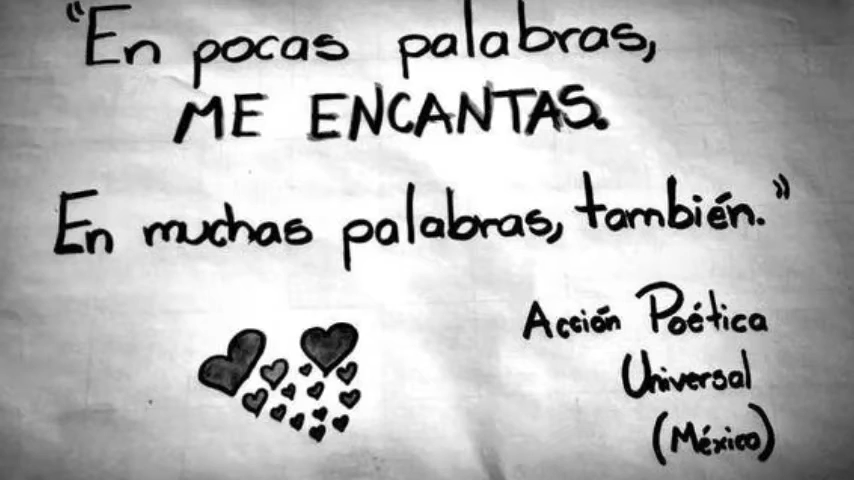 “En pocas palabras,
ME ENCANTAS.
En muchas palabras, también.”
Acción Poética
Universal
(México)